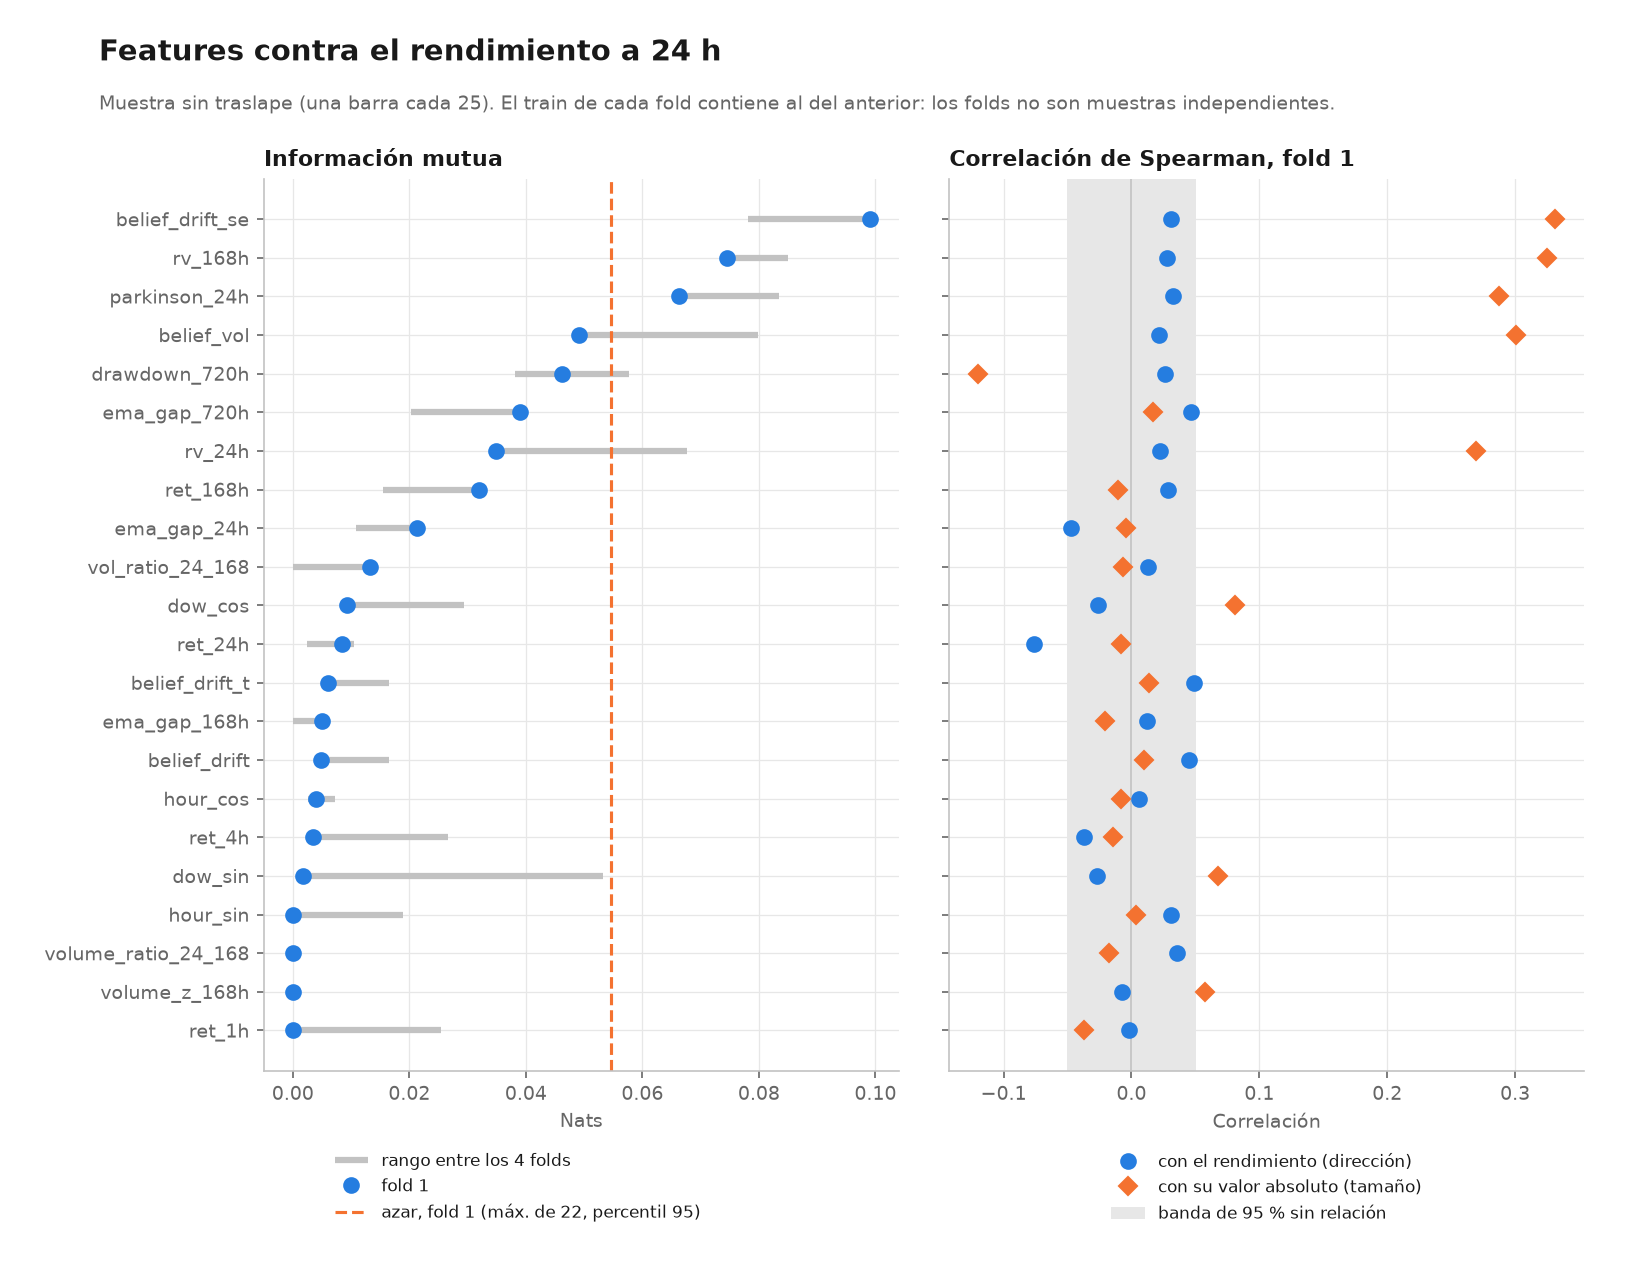 Features contra el rendimiento a 24 h
Muestra sin traslape (una barra cada 25). El train de cada fold contiene al del anterior: los folds no son muestras independientes.
Información mutua
belief_drift_se
rv_168h
parkinson_24h
belief_vol
drawdown_720h
ema_gap_720h
rv_24h
ret_168h
ema_gap_24h
vol_ratio_24_168
dow_cos
ret_24h
belief_drift_t
ema_gap_168h
belief_drift
hour_cos
ret_4h
dow_sin
hour_sin
volume_ratio_24_168
volume_z_168h
ret_1h
0.00 0.02 0.04 0.06 0.08 0.10
Nats
rango entre los 4 folds
fold 1
azar, fold 1 (máx. de 22, percentil 95)
Correlación de Spearman, fold 1
−0.1 0.0 0.1 0.2 0.3
Correlación
con el rendimiento (dirección)
con su valor absoluto (tamaño)
banda de 95 % sin relación